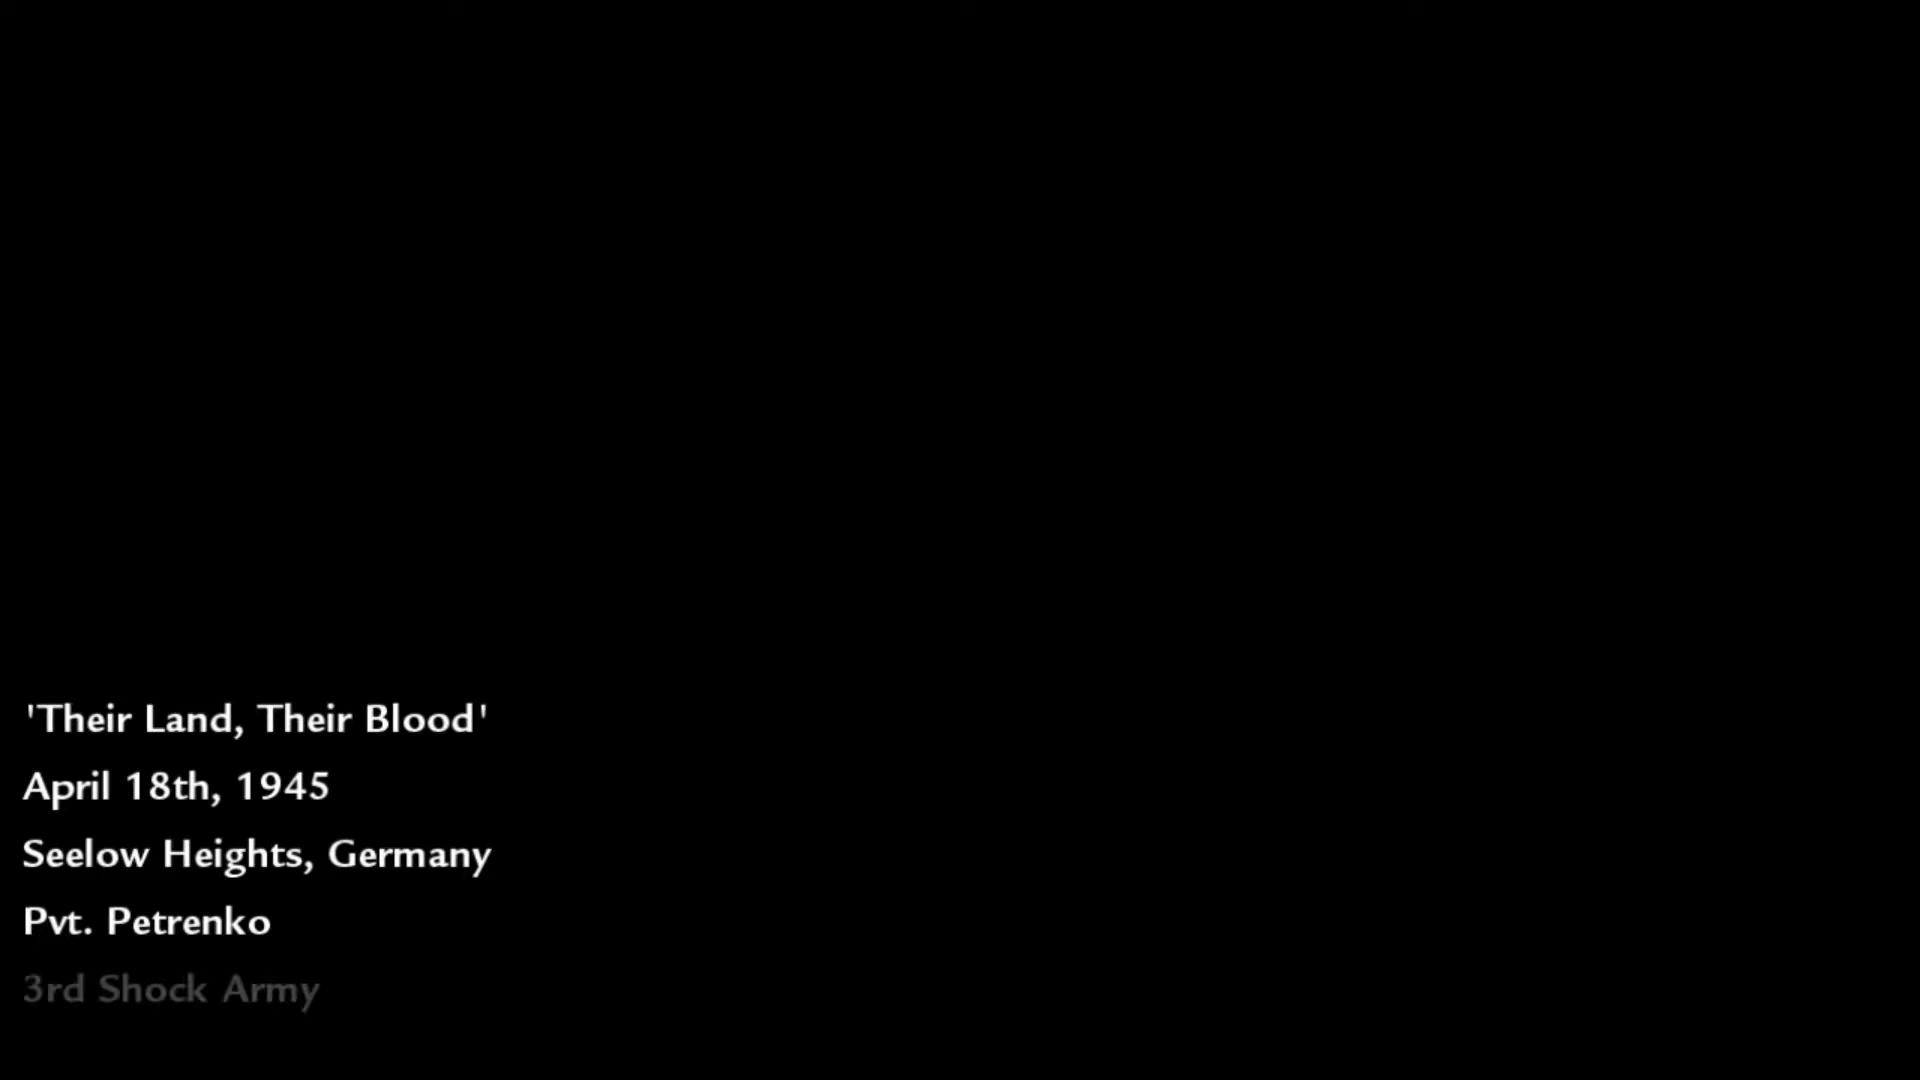 'Their Land, Their Blood'
April 18th, 1945
Seelow Heights, Germany
Pvt. Petrenko
3rd Shock Army